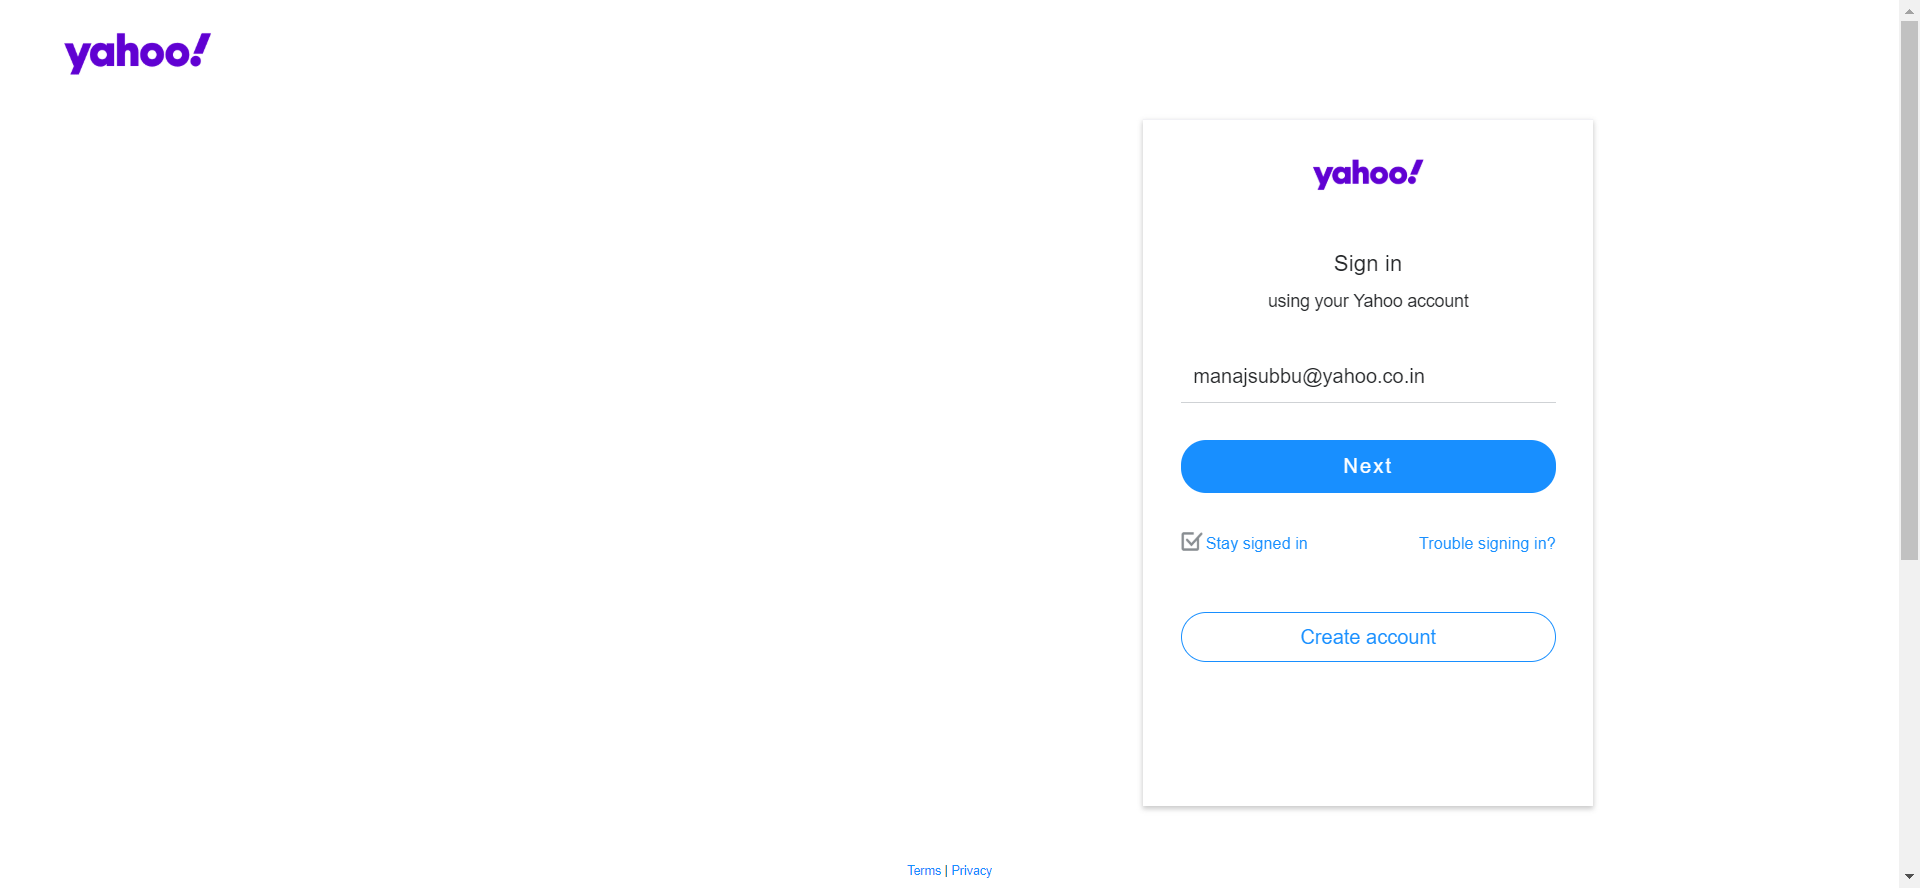 yahoo!
yahoo!
Sign in
using your Yahoo account
manajsubbu@yahoo.co.in
Next
Stay signed in
Trouble signing in?
Create account
Terms | Privacy